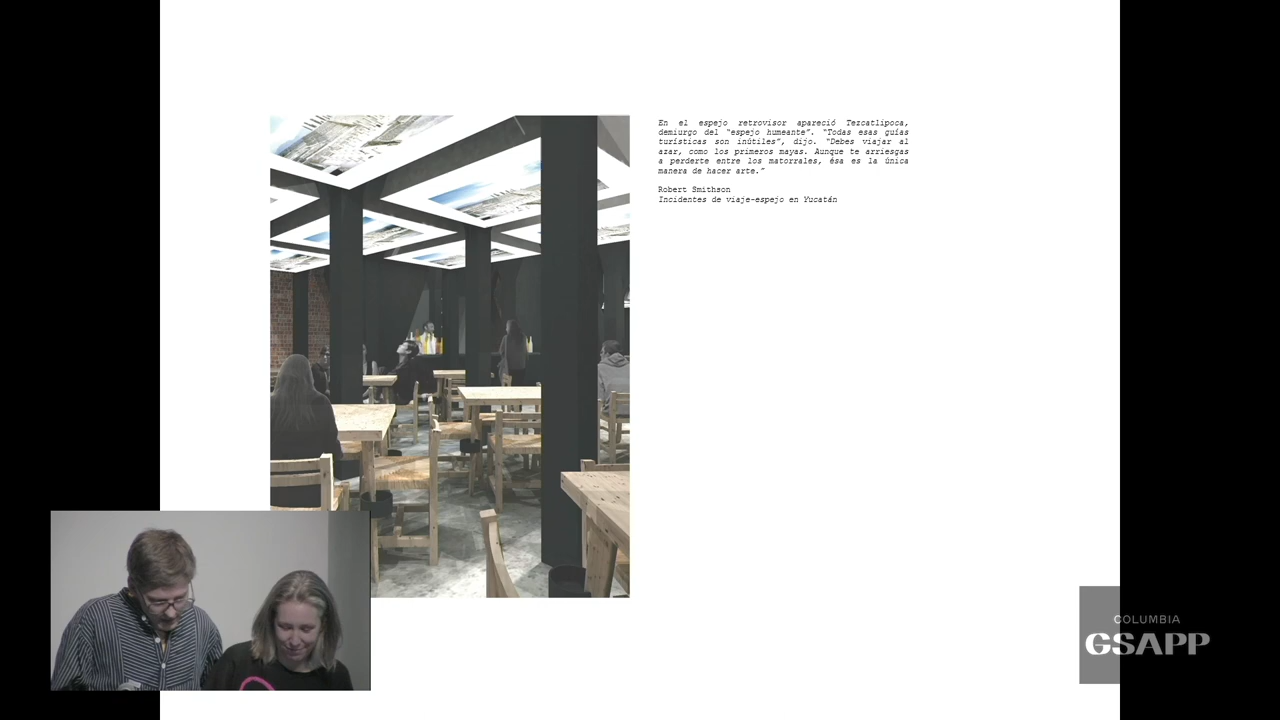 En el espejo retrovisor apareció Tezcatlipoca,
demiurgo del "espejo humeante". "Todas esas guías
turísticas son inútiles", dijo. "Debes viajar al
azar, como los primeros mayas. Aunque te arriesgas
a perderte entre los matorrales, ésa es la única
manera de hacer arte."
Robert Smithson
Incidentes de viaje-espejo en Yucatán
COLUMBIA
GSAPP